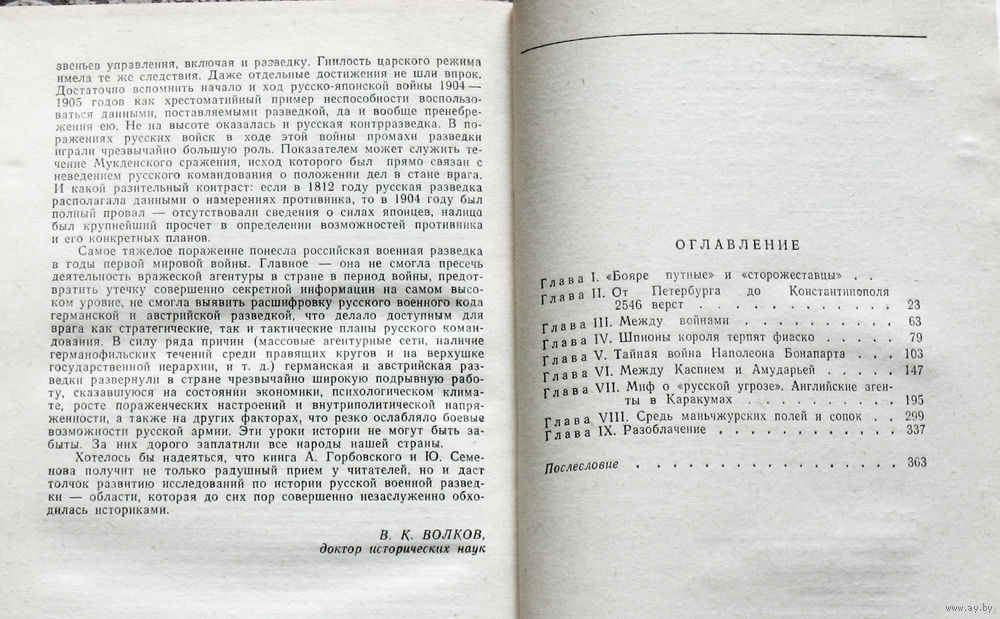 звеньев управления, включая и разведку. Гнилость царского режима
имела те же следствия. Даже отдельные достижения не шли впрок.
Достаточно вспомнить начало и ход русско-японской войны 1904—
1905 годов как хрестоматийный пример неспособности воспользо-
ваться данными, поставляемыми разведкой, да и вообще пренебре-
жения ею. Не на высоте оказалась и русская контрразведка. В по-
ражениях русских войск в ходе этой войны промахи разведки
играли чрезвычайно большую роль. Показателем может служить те-
чение Мукденского сражения, исход которого был прямо связан с
неведением русского командования о положении дел в стане врага.
И какой разительный контраст: если в 1812 году русская разведка
располагала данными о намерениях противника, то в 1904 году был
полный провал — отсутствовали сведения о силах японцев, налицо
был крупнейший просчет в определении возможностей противника
и его конкретных планов.
Самое тяжелое поражение понесла российская военная разведка
в годы первой мировой войны. Главное — она не смогла пресечь
деятельность вражеской агентуры в стране в период войны, предот-
вратить утечку совершенно секретной информации на самом высо-
ком уровне, не смогла выявить расшифровку русского военного кода
германской и австрийской разведкой, что делало доступным для
врага как стратегические, так и тактические планы русского коман-
дования. В силу ряда причин (массовые агентурные сети, наличие
германофильских течений среди правящих кругов и на верхушке
государственной иерархии, и т. д.) германская и австрийская раз-
ведки развернули в стране чрезвычайно широкую подрывную рабо-
ту, сказавшуюся на состоянии экономики, психологическом клима-
те, росте пораженческих настроений и внутриполитической напря-
женности, а также на других факторах, что резко ослабляло боевые
возможности русской армии. Эти уроки истории не могут быть за-
быты. За них дорого заплатили все народы нашей страны.
Хотелось бы надеяться, что книга А. Горбовского и Ю. Семе-
нова получит не только радушный прием у читателей, но и даст
толчок развитию исследований по истории русской военной развед-
ки — области, которая до сих пор совершенно незаслуженно обхо-
дилась историками.
В. К. ВОЛКОВ,
доктор исторических наук
ОГЛАВЛЕНИЕ
Глава I. «Бояре путные» и «сторожеставцы» . .
Глава II. От Петербурга до Константинополя
2546 верст . . . . . . . . . . 23
Глава III. Между войнами . . . . . . . . . . 63
Глава IV. Шпионы короля терпят фиаско . . . . . 79
Глава V. Тайная война Наполеона Бонапарта . . . 103
Глава VI. Между Каспием и Амударьей . . . . . 147
Глава VII. Миф о «русской угрозе». Английские аген-
ты в Каракумах . . . . . . . . . 195
Глава VIII. Средь маньчжурских полей и сопок . . . 299
Глава IX. Разоблачение . . . . . . . . . . . 337
Послесловие . . . . . . . . . . . . . . . 363
www.ay.by